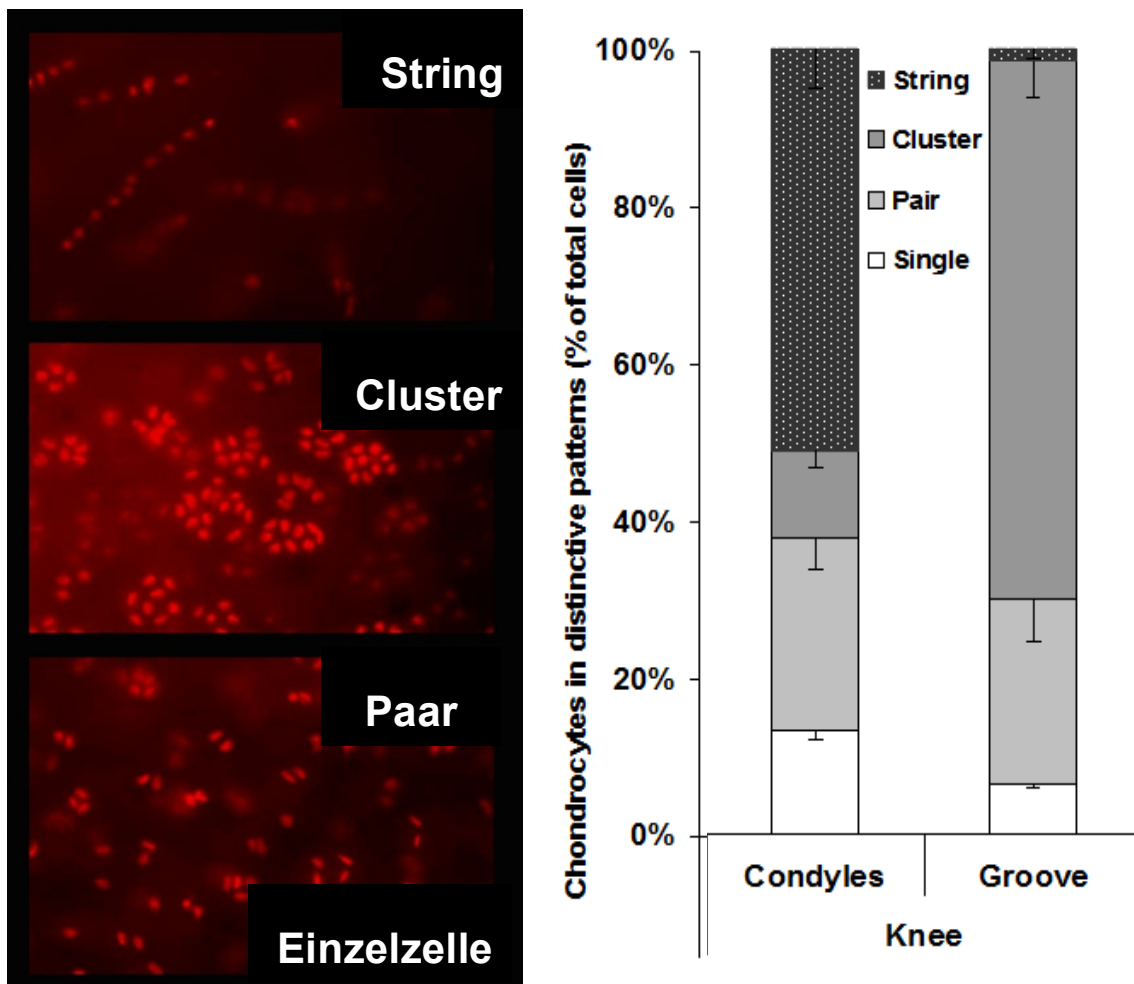 String
Cluster
Paar
Einzelzelle
Chondrocytes in distinctive patterns (% of total cells)
100%
80%
60%
40%
20%
0%
String
Cluster
Pair
Single
Condyles
Groove
Knee